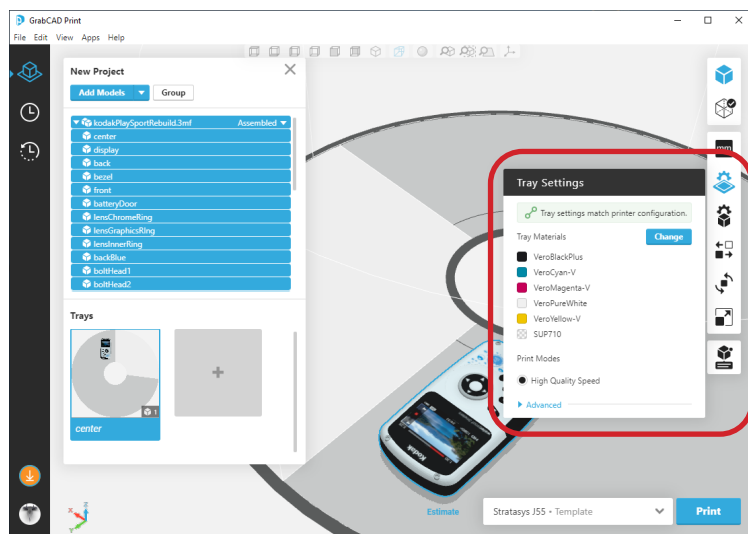 GrabCAD Print
File Edit View Apps Help
New Project
Add Models
Group
kodakPlaySportRebuild.3mf Assembled
center
display
back
bezel
front
batteryDoor
lensChromeRing
lensGraphicsRIng
lensInnerRing
backBlue
boltHead1
boltHead2
Trays
1
center
mm
Tray Settings
Tray settings match printer configuration.
Tray Materials
Change
VeroBlackPlus
VeroCyan-V
VeroMagenta-V
VeroPureWhite
VeroYellow-V
SUP710
Print Modes
High Quality Speed
Advanced
Kodak
Estimate
Stratasys J55 • Template
Print